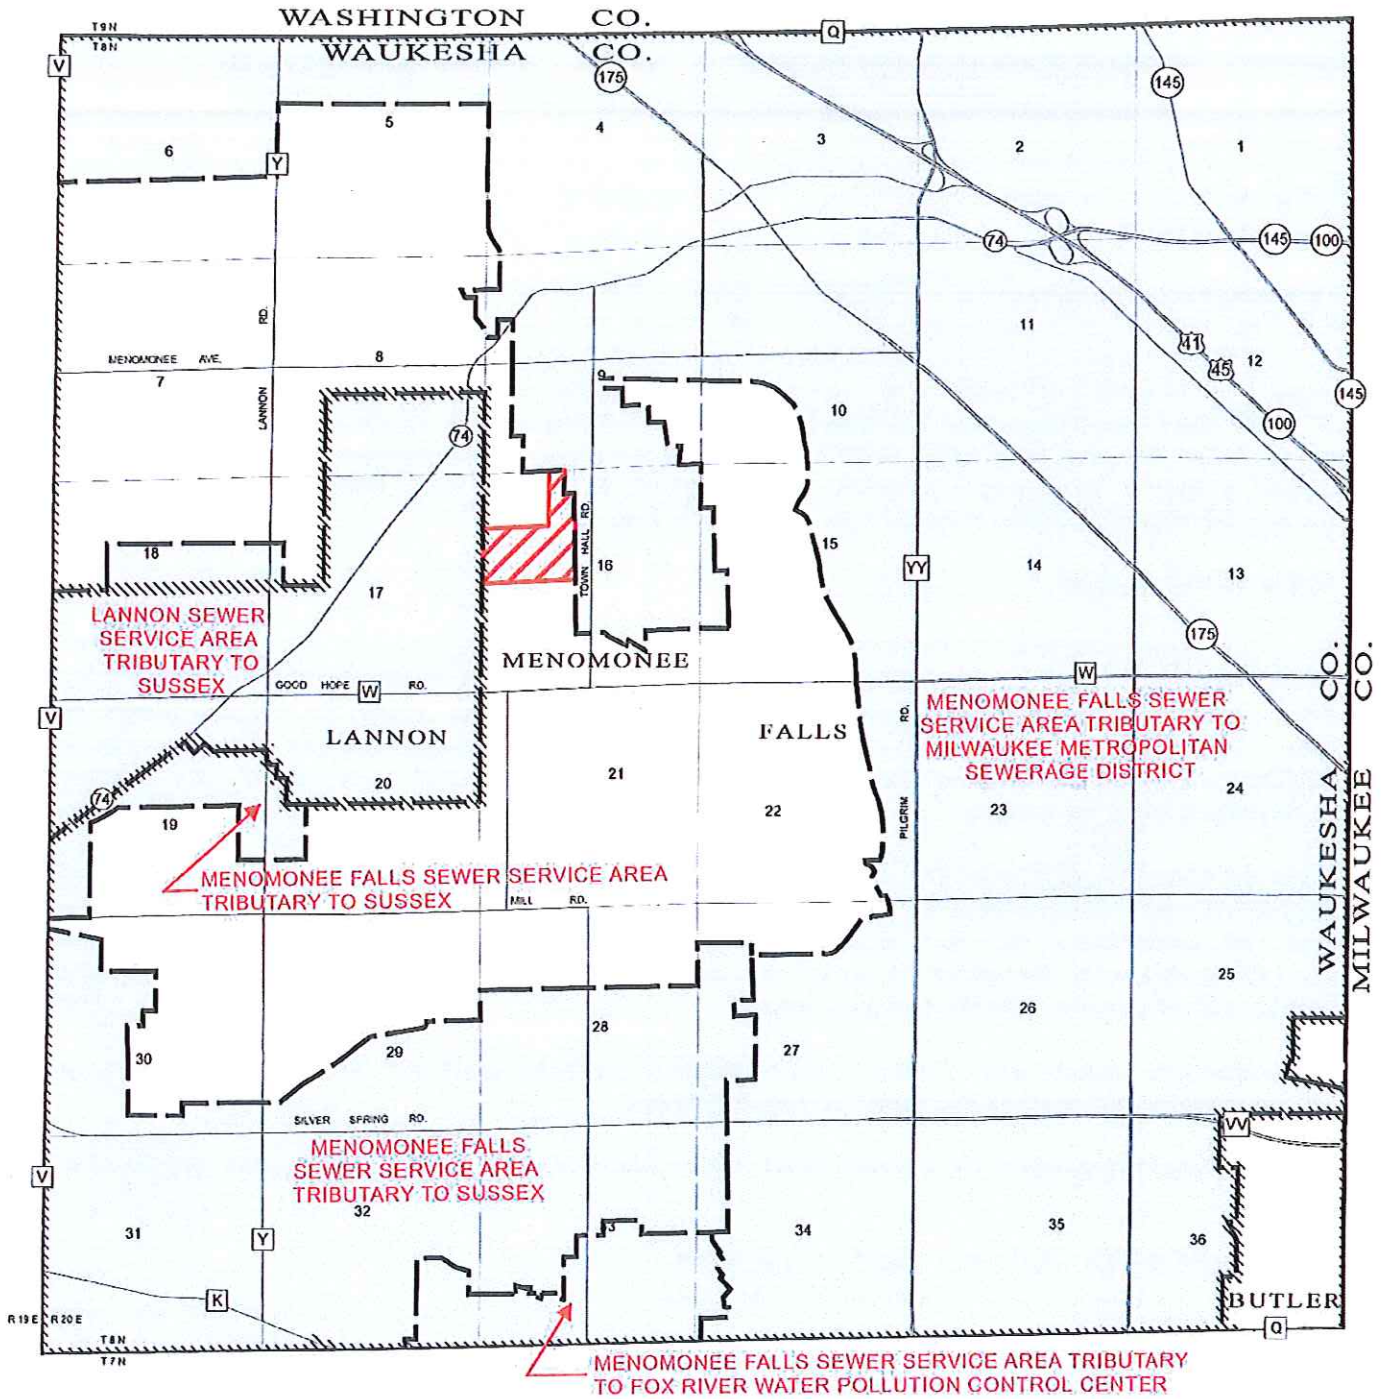 WASHINGTON CO.
WAUKESHA CO.
T9N
T8N
V
Q
175
145
5
4
3
2
1
6
Y
74
145
100
RD.
LANNON
11
41
45
12
MENOMONEE AVE.
7
8
9
10
145
100
74
18
17
TOWN HALL RD.
16
15
YY
14
13
LANNON SEWER
SERVICE AREA
TRIBUTARY TO
SUSSEX
175
MENOMONEE
GOOD HOPE RD.
W
W
V
LANNON
FALLS
PILGRIM RD.
MENOMONEE FALLS SEWER
SERVICE AREA TRIBUTARY TO
MILWAUKEE METROPOLITAN
SEWERAGE DISTRICT
WAUKESHA CO.
MILWAUKEE CO.
74
19
20
21
22
23
24
MENOMONEE FALLS SEWER SERVICE AREA
TRIBUTARY TO SUSSEX
MILL RD.
25
26
30
29
28
27
SILVER SPRING RD.
VV
MENOMONEE FALLS
SEWER SERVICE AREA
TRIBUTARY TO SUSSEX
V
31
Y
32
34
35
36
K
BUTLER
R19E R20E
T8N
T7N
Q
MENOMONEE FALLS SEWER SERVICE AREA TRIBUTARY
TO FOX RIVER WATER POLLUTION CONTROL CENTER